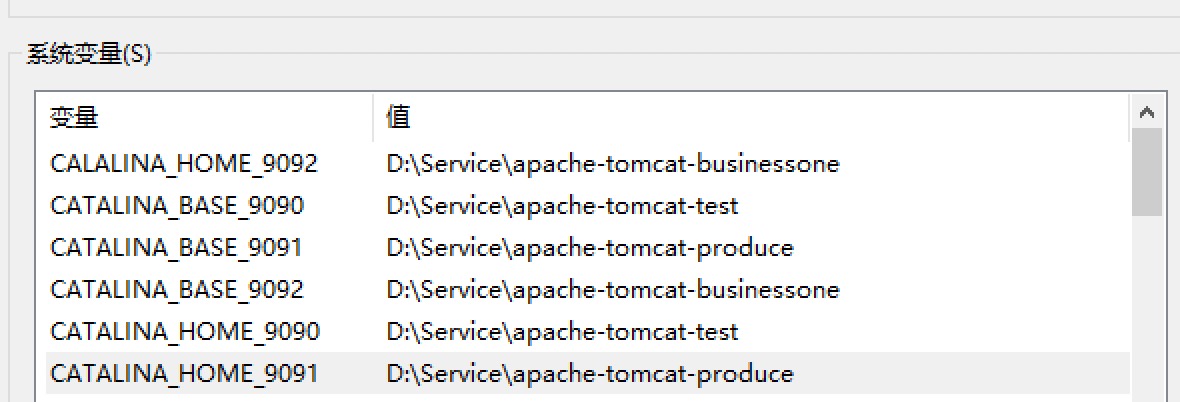 系统变量(S)
变量 值
CALALINA_HOME_9092 D:\Service\apache-tomcat-businessone
CATALINA_BASE_9090 D:\Service\apache-tomcat-test
CATALINA_BASE_9091 D:\Service\apache-tomcat-produce
CATALINA_BASE_9092 D:\Service\apache-tomcat-businessone
CATALINA_HOME_9090 D:\Service\apache-tomcat-test
CATALINA_HOME_9091 D:\Service\apache-tomcat-produce